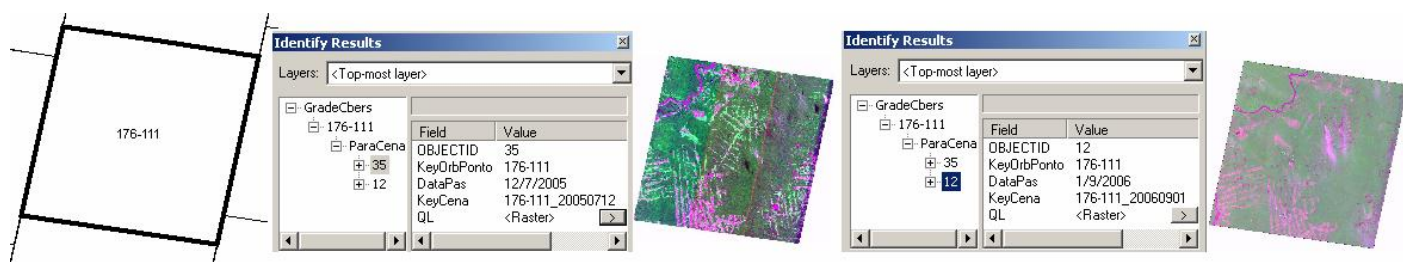 176-111
Identify Results
Layers: <Top-most layer>
GradeCbers
176-111
ParaCena
35
12
Field Value
OBJECTID 35
KeyOrbPonto 176-111
DataPas 12/7/2005
KeyCena 176-111_20050712
QL <Raster> >
Identify Results
Layers: <Top-most layer>
GradeCbers
176-111
ParaCena
35
12
Field Value
OBJECTID 12
KeyOrbPonto 176-111
DataPas 1/9/2006
KeyCena 176-111_20060901
QL <Raster> >